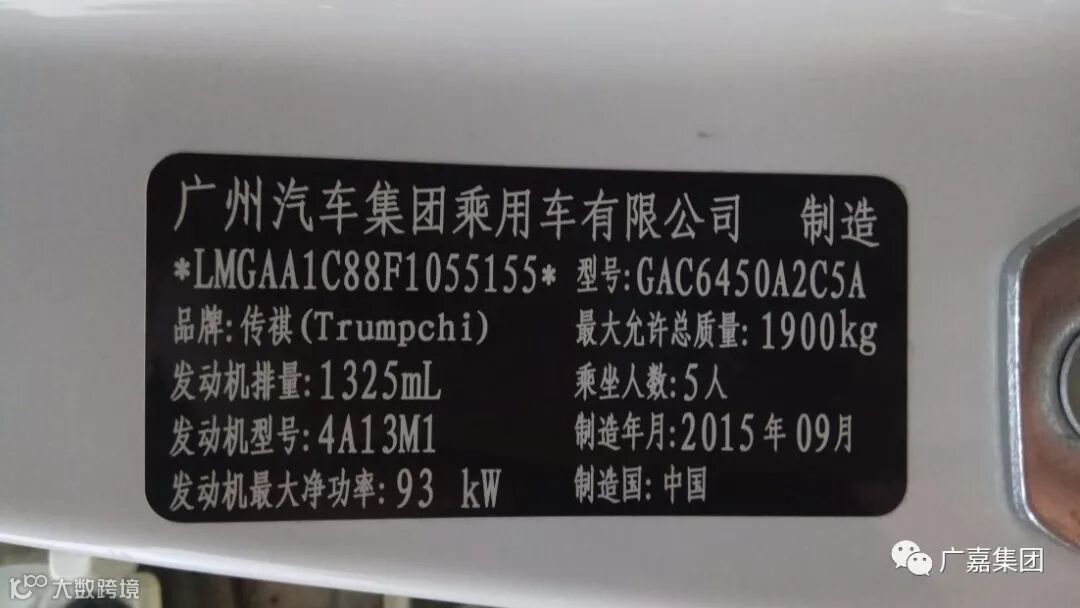 广州汽车集团乘用车有限公司 制造
*LMGAA1C88F1055155* 型号:GAC6450A2C5A
品牌:传祺(Trumpchi) 最大允许总质量:1900kg
发动机排量:1325mL 乘坐人数:5人
发动机型号:4A13M1 制造年月:2015年09月
发动机最大净功率:93 kW 制造国:中国
广嘉集团
大数跨境